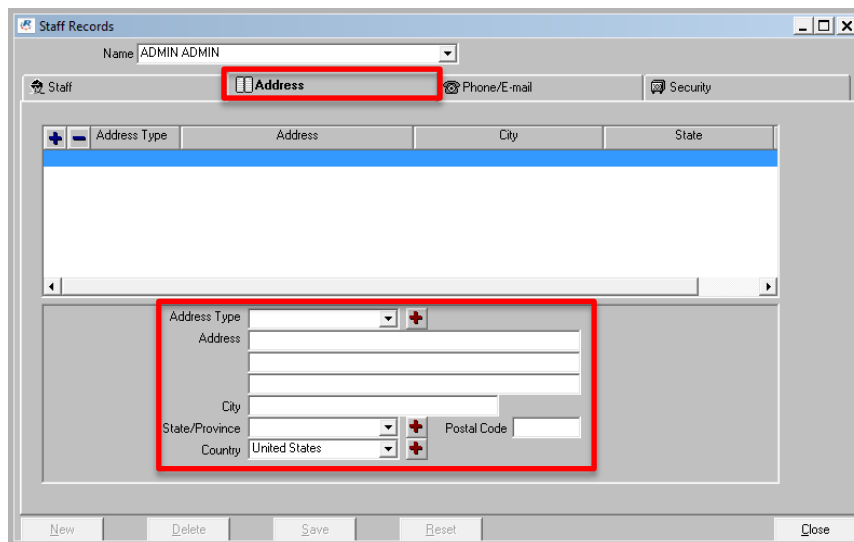 Staff Records
Name ADMIN ADMIN
Staff Address Phone/E-mail Security
Address Type Address City State
Address Type
Address
City
State/Province Postal Code
Country United States
New Delete Save Reset Close